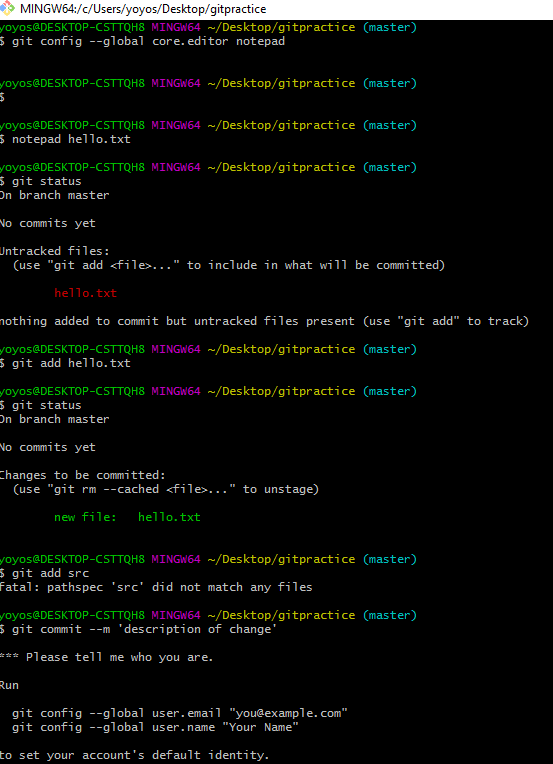 MINGW64:/c/Users/yoyos/Desktop/gitpractice
yoyos@DESKTOP-CSTTQH8 MINGW64 ~/Desktop/gitpractice (master)
$ git config --global core.editor notepad
yoyos@DESKTOP-CSTTQH8 MINGW64 ~/Desktop/gitpractice (master)
$
yoyos@DESKTOP-CSTTQH8 MINGW64 ~/Desktop/gitpractice (master)
$ notepad hello.txt
yoyos@DESKTOP-CSTTQH8 MINGW64 ~/Desktop/gitpractice (master)
$ git status
On branch master
No commits yet
Untracked files:
(use "git add <file>..." to include in what will be committed)
hello.txt
nothing added to commit but untracked files present (use "git add" to track)
yoyos@DESKTOP-CSTTQH8 MINGW64 ~/Desktop/gitpractice (master)
$ git add hello.txt
yoyos@DESKTOP-CSTTQH8 MINGW64 ~/Desktop/gitpractice (master)
$ git status
On branch master
No commits yet
Changes to be committed:
(use "git rm --cached <file>..." to unstage)
new file:   hello.txt
yoyos@DESKTOP-CSTTQH8 MINGW64 ~/Desktop/gitpractice (master)
$ git add src
fatal: pathspec 'src' did not match any files
yoyos@DESKTOP-CSTTQH8 MINGW64 ~/Desktop/gitpractice (master)
$ git commit --m 'description of change'
*** Please tell me who you are.
Run
git config --global user.email "you@example.com"
git config --global user.name "Your Name"
to set your account's default identity.